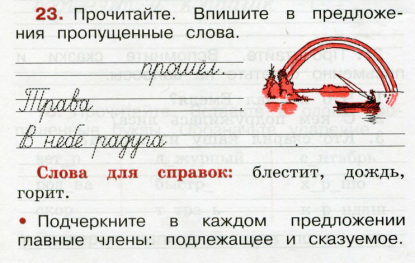 23. Прочитайте. Впишите в предложе-
ния пропущенные слова.
прошёл.
Трава .
В небе радуга .
Слова для справок: блестит, дождь,
горит.
• Подчеркните в каждом предложении
главные члены: подлежащее и сказуемое.